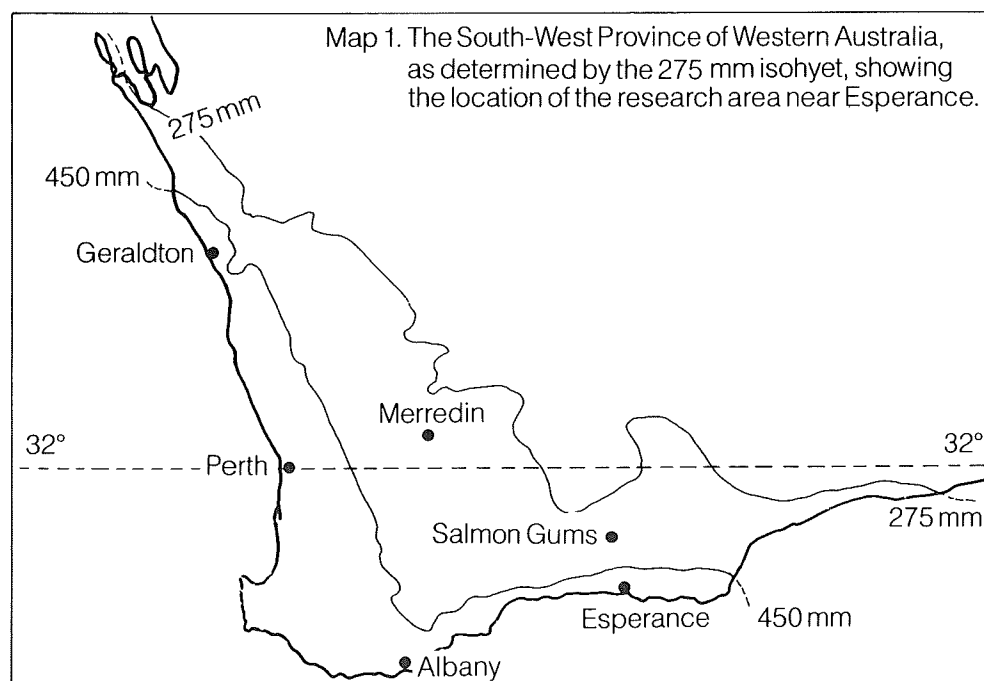 Map 1. The South-West Province of Western Australia,
as determined by the 275 mm isohyet, showing
the location of the research area near Esperance.
275 mm
450 mm
Geraldton
Merredin
32°
32°
Perth
275 mm
Salmon Gums
Esperance
450 mm
Albany